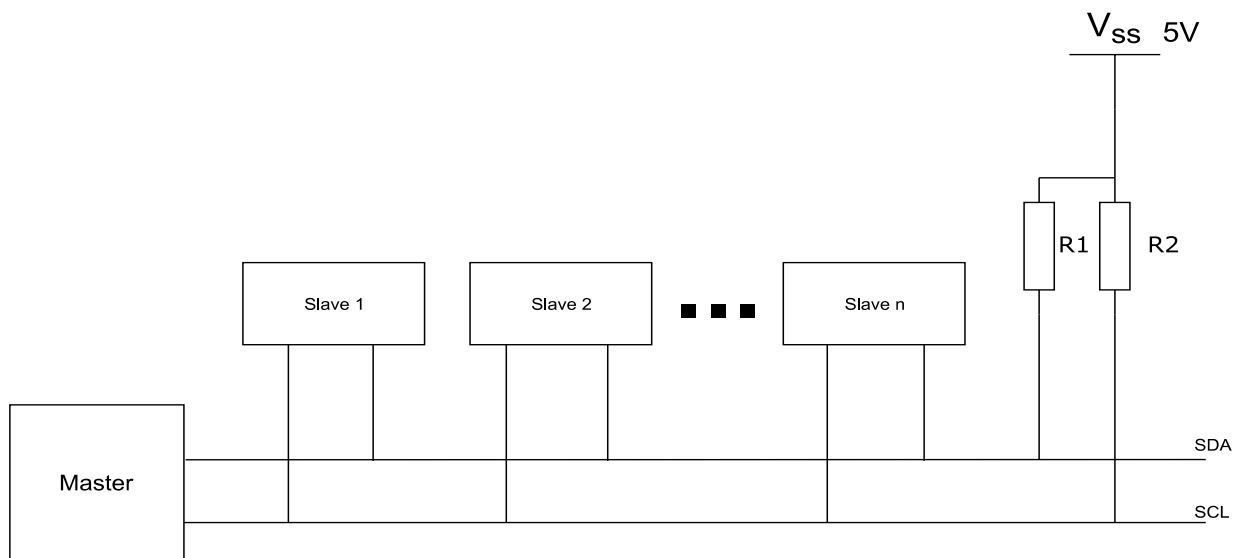 Vss 5V
R1 R2
Slave 1 Slave 2 Slave n
SDA
Master
SCL